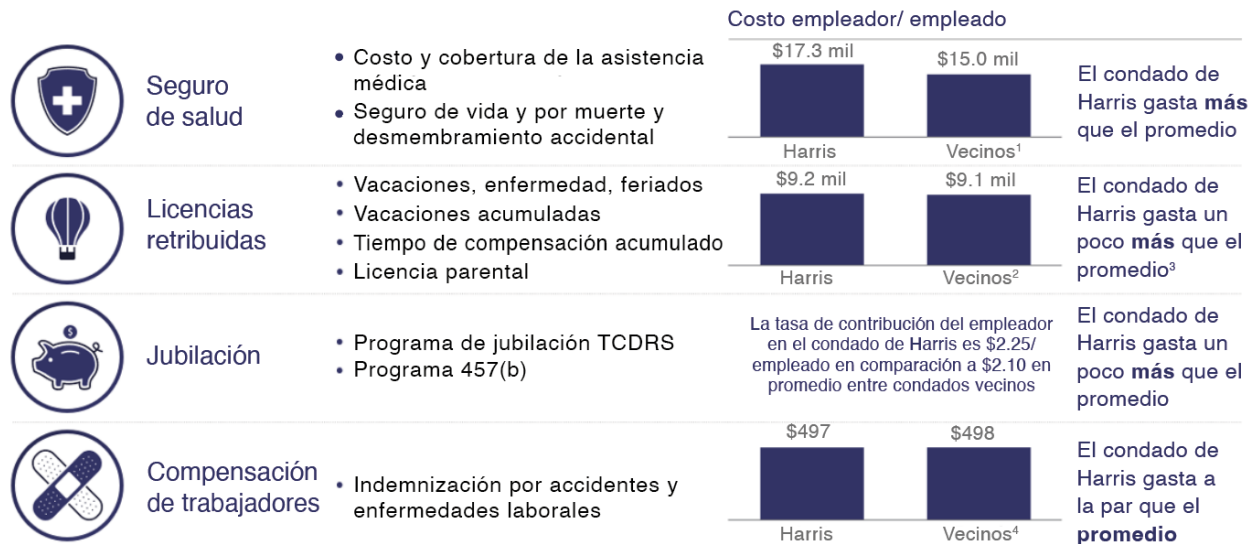 Costo empleador/ empleado
Seguro
de salud
• Costo y cobertura de la asistencia
médica
• Seguro de vida y por muerte y
desmembramiento accidental
$17.3 mil
$15.0 mil
Harris
Vecinos¹
El condado de
Harris gasta más
que el promedio
Licencias
retribuidas
• Vacaciones, enfermedad, feriados
• Vacaciones acumuladas
• Tiempo de compensación acumulado
• Licencia parental
$9.2 mil
$9.1 mil
Harris
Vecinos²
El condado de
Harris gasta un
poco más que el
promedio³
$
Jubilación
• Programa de jubilación TCDRS
• Programa 457(b)
La tasa de contribución del empleador
en el condado de Harris es $2.25/
empleado en comparación a $2.10 en
promedio entre condados vecinos
El condado de
Harris gasta un
poco más que el
promedio
Compensación
de trabajadores
• Indemnización por accidentes y
enfermedades laborales
$497
$498
Harris
Vecinos⁴
El condado de
Harris gasta a
la par que el
promedio